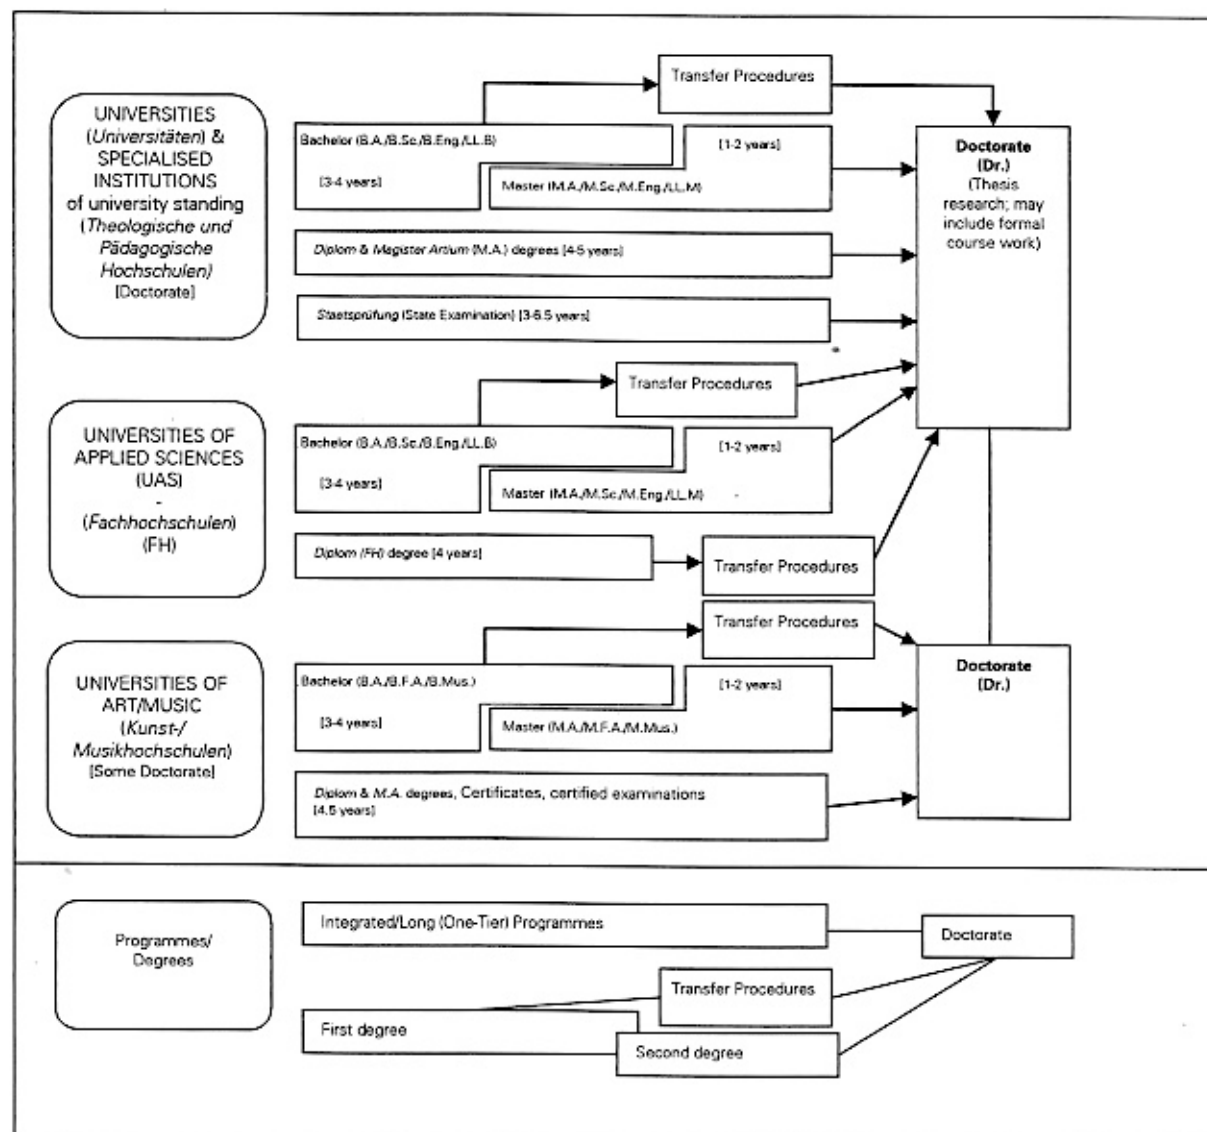 Transfer Procedures
UNIVERSITIES
(Universitäten) &
SPECIALISED
INSTITUTIONS
of university standing
(Theologische und
Pädagogische
Hochschulen)
[Doctorate]
Bachelor (B.A./B.Sc./B.Eng./LL.B)
[3-4 years]
[1-2 years]
Master (M.A./M.Sc./M.Eng./LL.M)
Diplom & Magister Artium (M.A.) degrees [4-5 years]
Staatsprüfung (State Examination) [3-6.5 years]
Doctorate
(Dr.)
(Thesis
research; may
include formal
course work)
Transfer Procedures
UNIVERSITIES OF
APPLIED SCIENCES
(UAS)
-
(Fachhochschulen)
(FH)
Bachelor (B.A./B.Sc./B.Eng./LL.B)
[3-4 years]
[1-2 years]
Master (M.A./M.Sc./M.Eng./LL.M)
Diplom (FH) degree [4 years]
Transfer Procedures
Transfer Procedures
UNIVERSITIES OF
ART/MUSIC
(Kunst-/
Musikhochschulen)
[Some Doctorate]
Bachelor (B.A./B.F.A./B.Mus.)
[3-4 years]
[1-2 years]
Master (M.A./M.F.A./M.Mus.)
Diplom & M.A. degrees, Certificates, certified examinations
[4.5 years]
Doctorate
(Dr.)
Programmes/
Degrees
Integrated/Long (One-Tier) Programmes
Doctorate
Transfer Procedures
First degree
Second degree